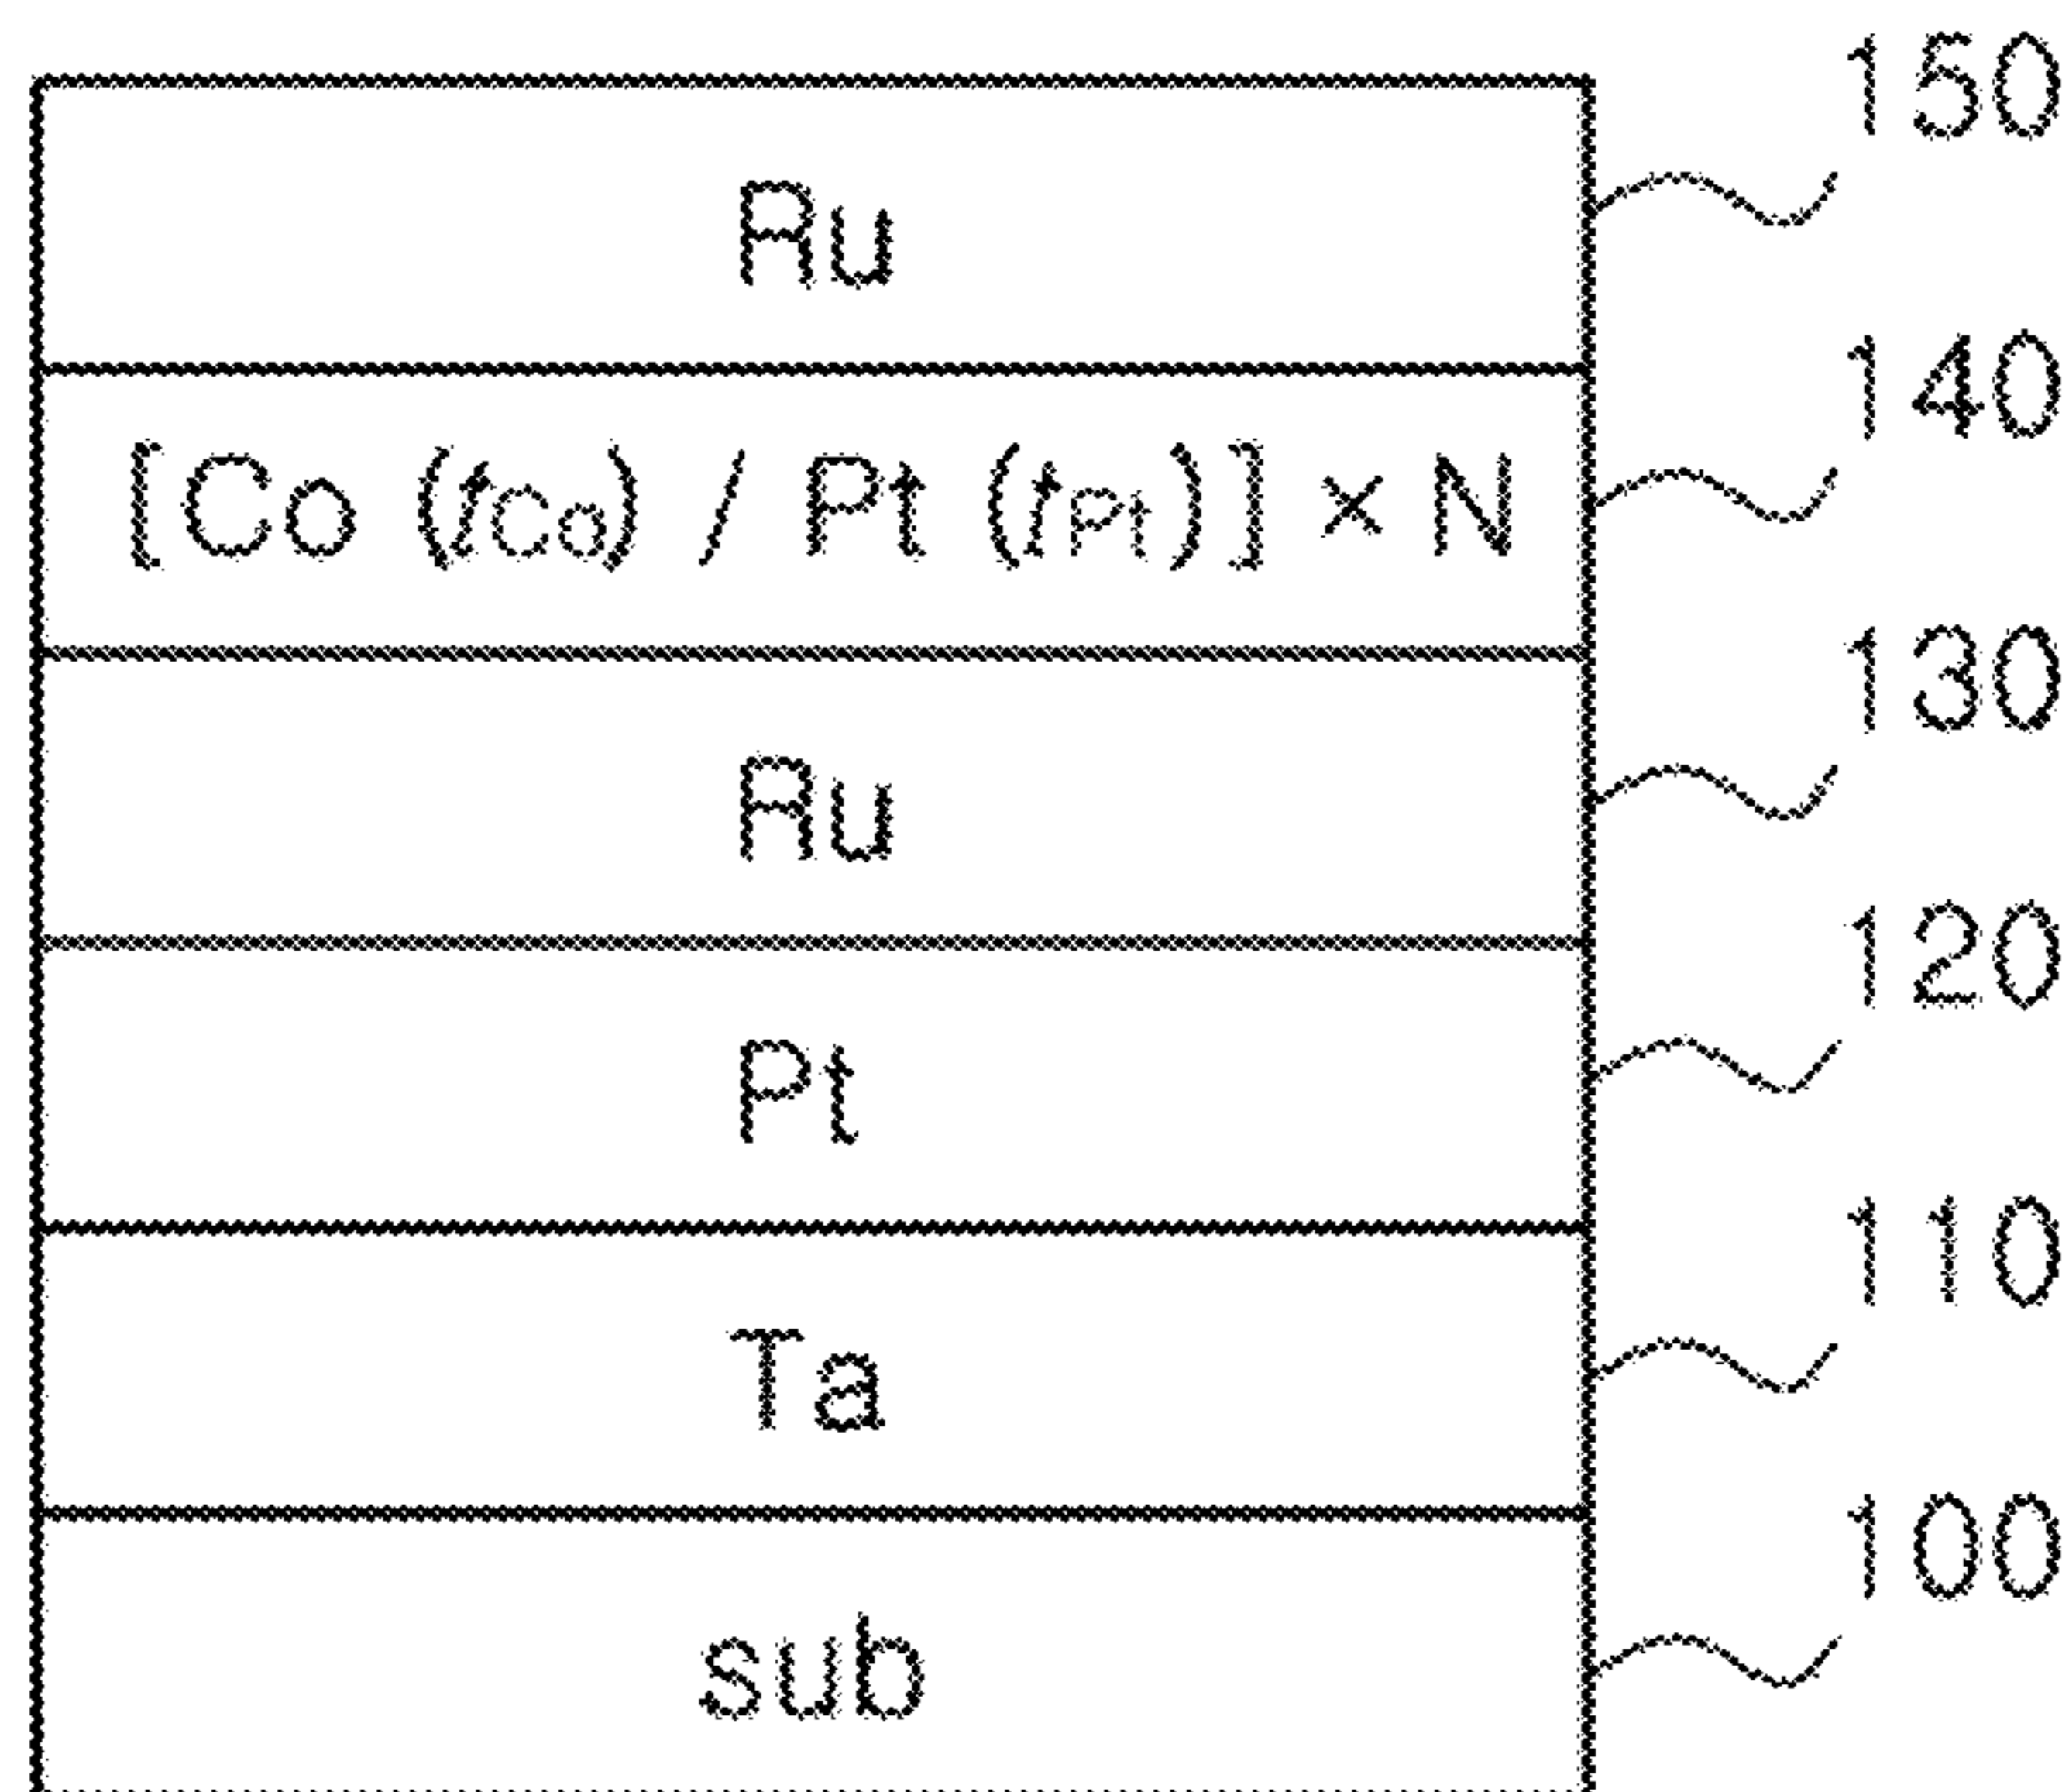 150
Ru
140
[Co (tCo) / Pt (tPt)] × N
130
Ru
120
Pt
110
Ta
100
sub